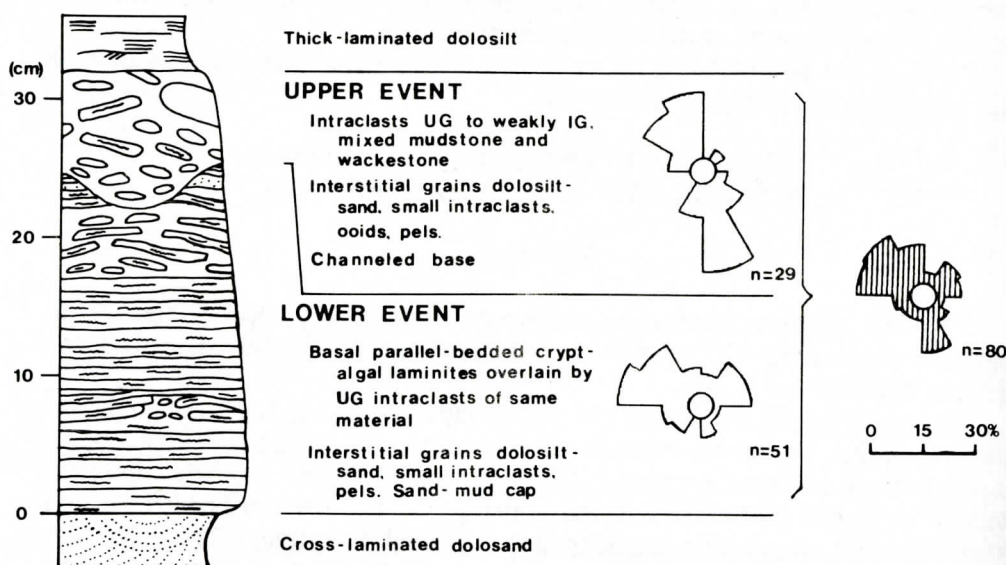 Thick-laminated dolosilt
(cm)
30
20
10
0
UPPER EVENT
Intraclasts UG to weakly IG,
mixed mudstone and
wackestone
Interstitial grains dolosilt-
sand, small intraclasts,
ooids, pels.
Channeled base
n=29
LOWER EVENT
Basal parallel-bedded crypt-
algal laminites overlain by
UG intraclasts of same
material
Interstitial grains dolosilt-
sand, small intraclasts,
pels. Sand-mud cap
n=51
Cross-laminated dolosand
n=80
0 15 30%